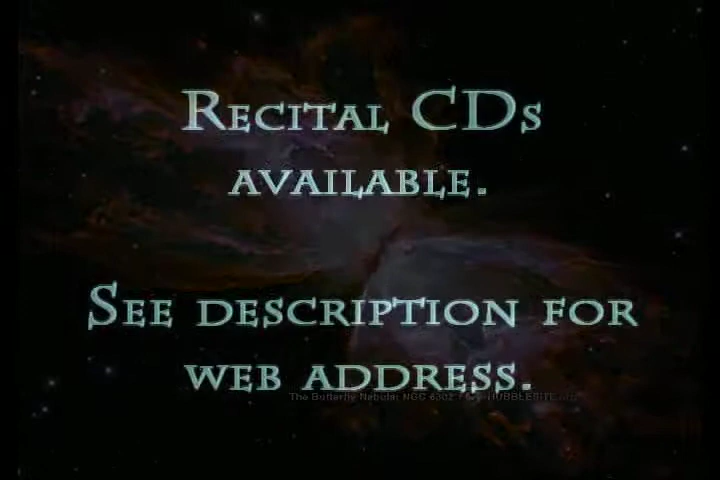 Recital CDs
available.
See description for
web address.
The Butterfly Nebula: NGC 6302